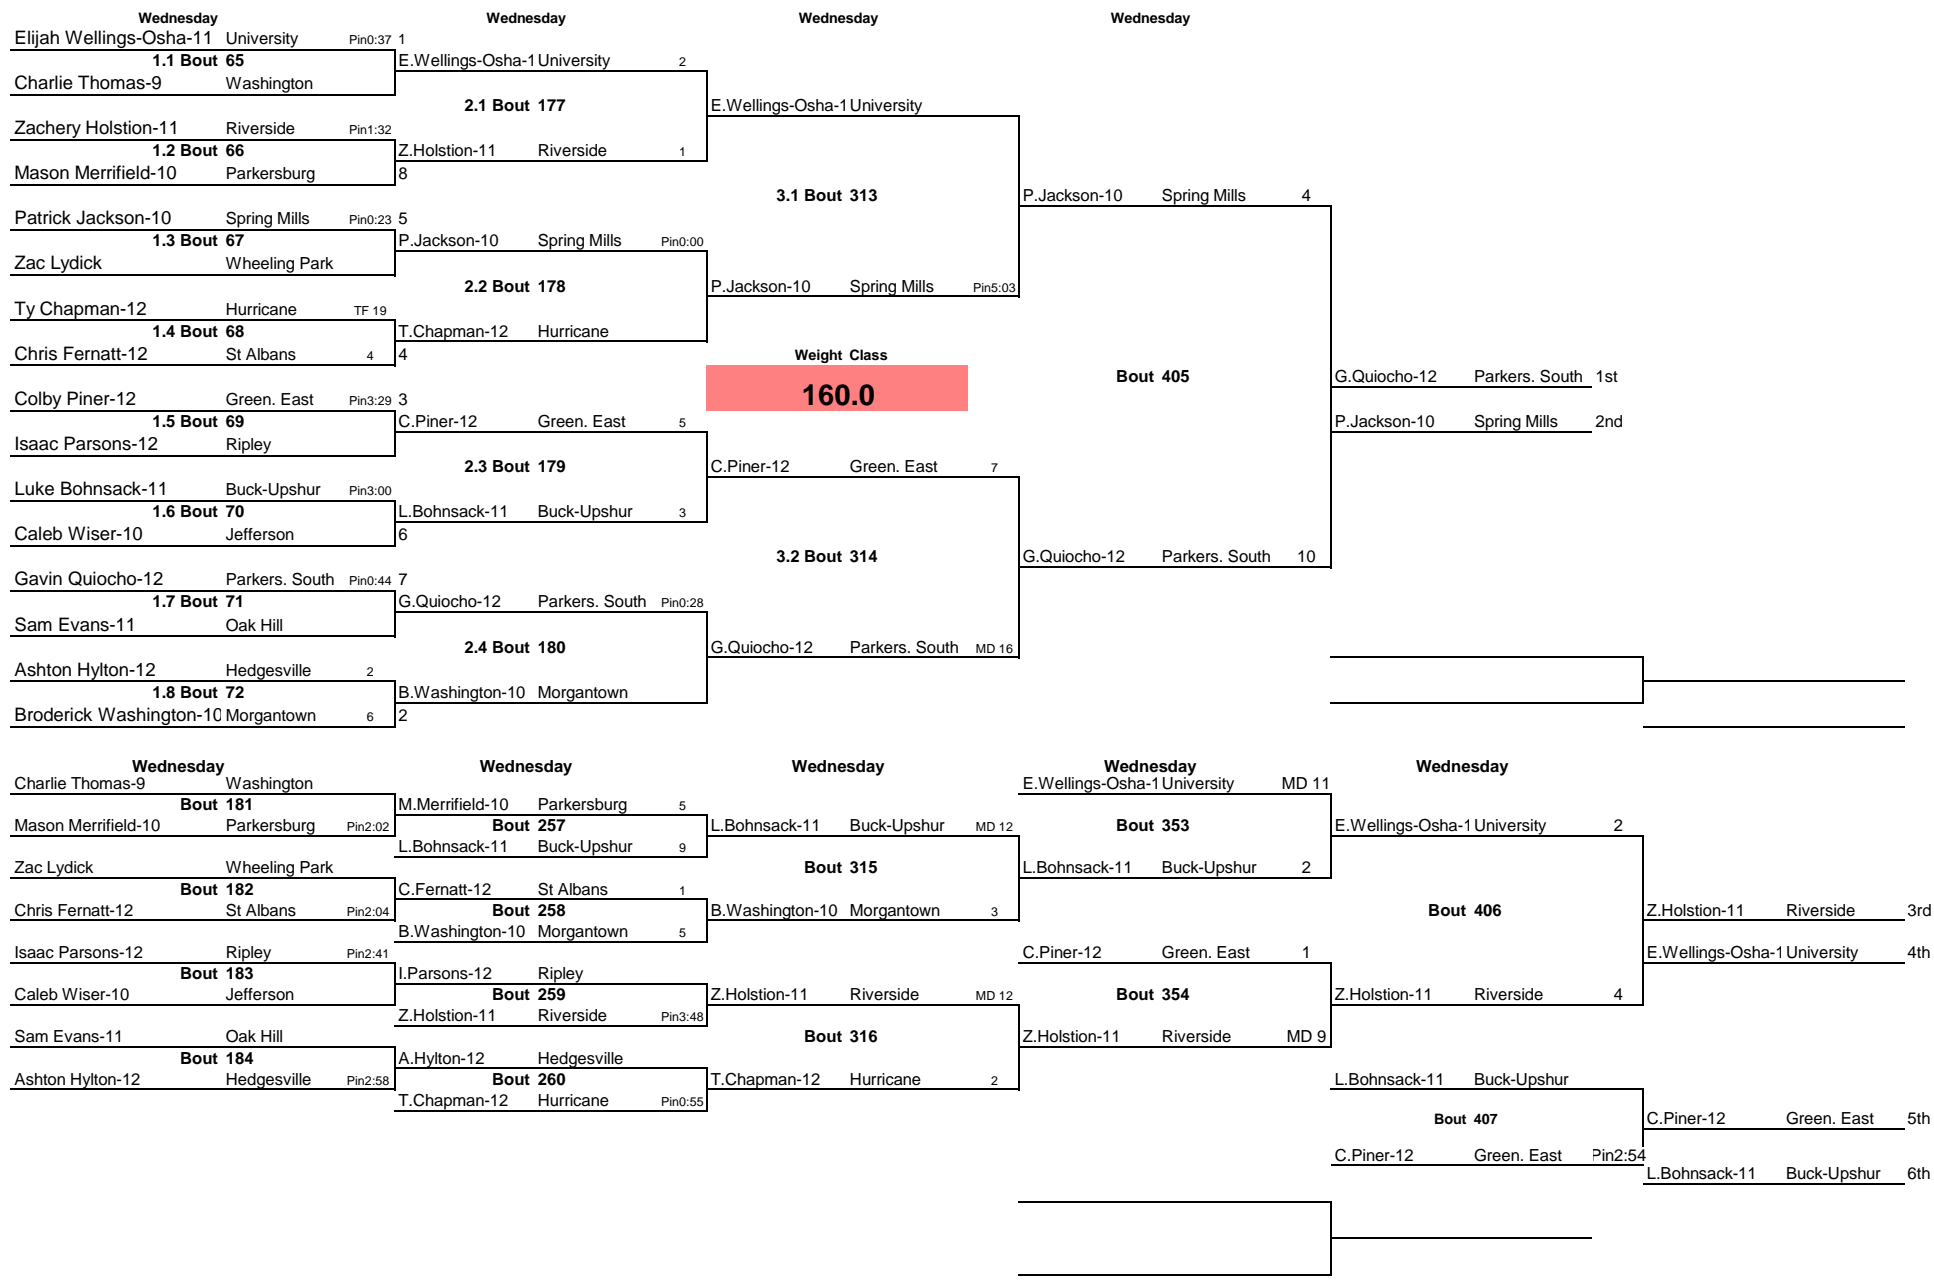 Wednesday Wednesday Wednesday Wednesday
Elijah Wellings-Osha-11 University Pin0:37 1
1.1 Bout 65 E.Wellings-Osha-1 University 2
Charlie Thomas-9 Washington
2.1 Bout 177 E.Wellings-Osha-1 University
Zachery Holstion-11 Riverside Pin1:32
1.2 Bout 66 Z.Holstion-11 Riverside 1
Mason Merrifield-10 Parkersburg 8
3.1 Bout 313 P.Jackson-10 Spring Mills 4
Patrick Jackson-10 Spring Mills Pin0:23 5
1.3 Bout 67 P.Jackson-10 Spring Mills Pin0:00
Zac Lydick Wheeling Park
2.2 Bout 178 P.Jackson-10 Spring Mills Pin5:03
Ty Chapman-12 Hurricane TF 19
1.4 Bout 68 T.Chapman-12 Hurricane
Chris Fernatt-12 St Albans 4 4 Weight Class
Bout 405 G.Quiocho-12 Parkers. South 1st
Colby Piner-12 Green. East Pin3:29 3 160.0
1.5 Bout 69 C.Piner-12 Green. East 5 P.Jackson-10 Spring Mills 2nd
Isaac Parsons-12 Ripley
2.3 Bout 179 C.Piner-12 Green. East 7
Luke Bohnsack-11 Buck-Upshur Pin3:00
1.6 Bout 70 L.Bohnsack-11 Buck-Upshur 3
Caleb Wiser-10 Jefferson 6
3.2 Bout 314 G.Quiocho-12 Parkers. South 10
Gavin Quiocho-12 Parkers. South Pin0:44 7
1.7 Bout 71 G.Quiocho-12 Parkers. South Pin0:28
Sam Evans-11 Oak Hill
2.4 Bout 180 G.Quiocho-12 Parkers. South MD 16
Ashton Hylton-12 Hedgesville 2
1.8 Bout 72 B.Washington-10 Morgantown
Broderick Washington-10 Morgantown 6 2
Wednesday Wednesday Wednesday Wednesday Wednesday
Charlie Thomas-9 Washington E.Wellings-Osha-1 University MD 11
Bout 181 M.Merrifield-10 Parkersburg 5
Mason Merrifield-10 Parkersburg Pin2:02 Bout 257 L.Bohnsack-11 Buck-Upshur MD 12 Bout 353 E.Wellings-Osha-1 University 2
L.Bohnsack-11 Buck-Upshur 9
Zac Lydick Wheeling Park Bout 315 L.Bohnsack-11 Buck-Upshur 2
Bout 182 C.Fernatt-12 St Albans 1
Chris Fernatt-12 St Albans Pin2:04 Bout 258 B.Washington-10 Morgantown 3 Bout 406 Z.Holstion-11 Riverside 3rd
B.Washington-10 Morgantown 5
Isaac Parsons-12 Ripley Pin2:41 C.Piner-12 Green. East 1 E.Wellings-Osha-1 University 4th
Bout 183 I.Parsons-12 Ripley
Caleb Wiser-10 Jefferson Bout 259 Z.Holstion-11 Riverside MD 12 Bout 354 Z.Holstion-11 Riverside 4
Z.Holstion-11 Riverside Pin3:48
Sam Evans-11 Oak Hill Bout 316 Z.Holstion-11 Riverside MD 9
Bout 184 A.Hylton-12 Hedgesville
Ashton Hylton-12 Hedgesville Pin2:58 Bout 260 T.Chapman-12 Hurricane 2 L.Bohnsack-11 Buck-Upshur
T.Chapman-12 Hurricane Pin0:55
Bout 407 C.Piner-12 Green. East 5th
C.Piner-12 Green. East Pin2:54
L.Bohnsack-11 Buck-Upshur 6th